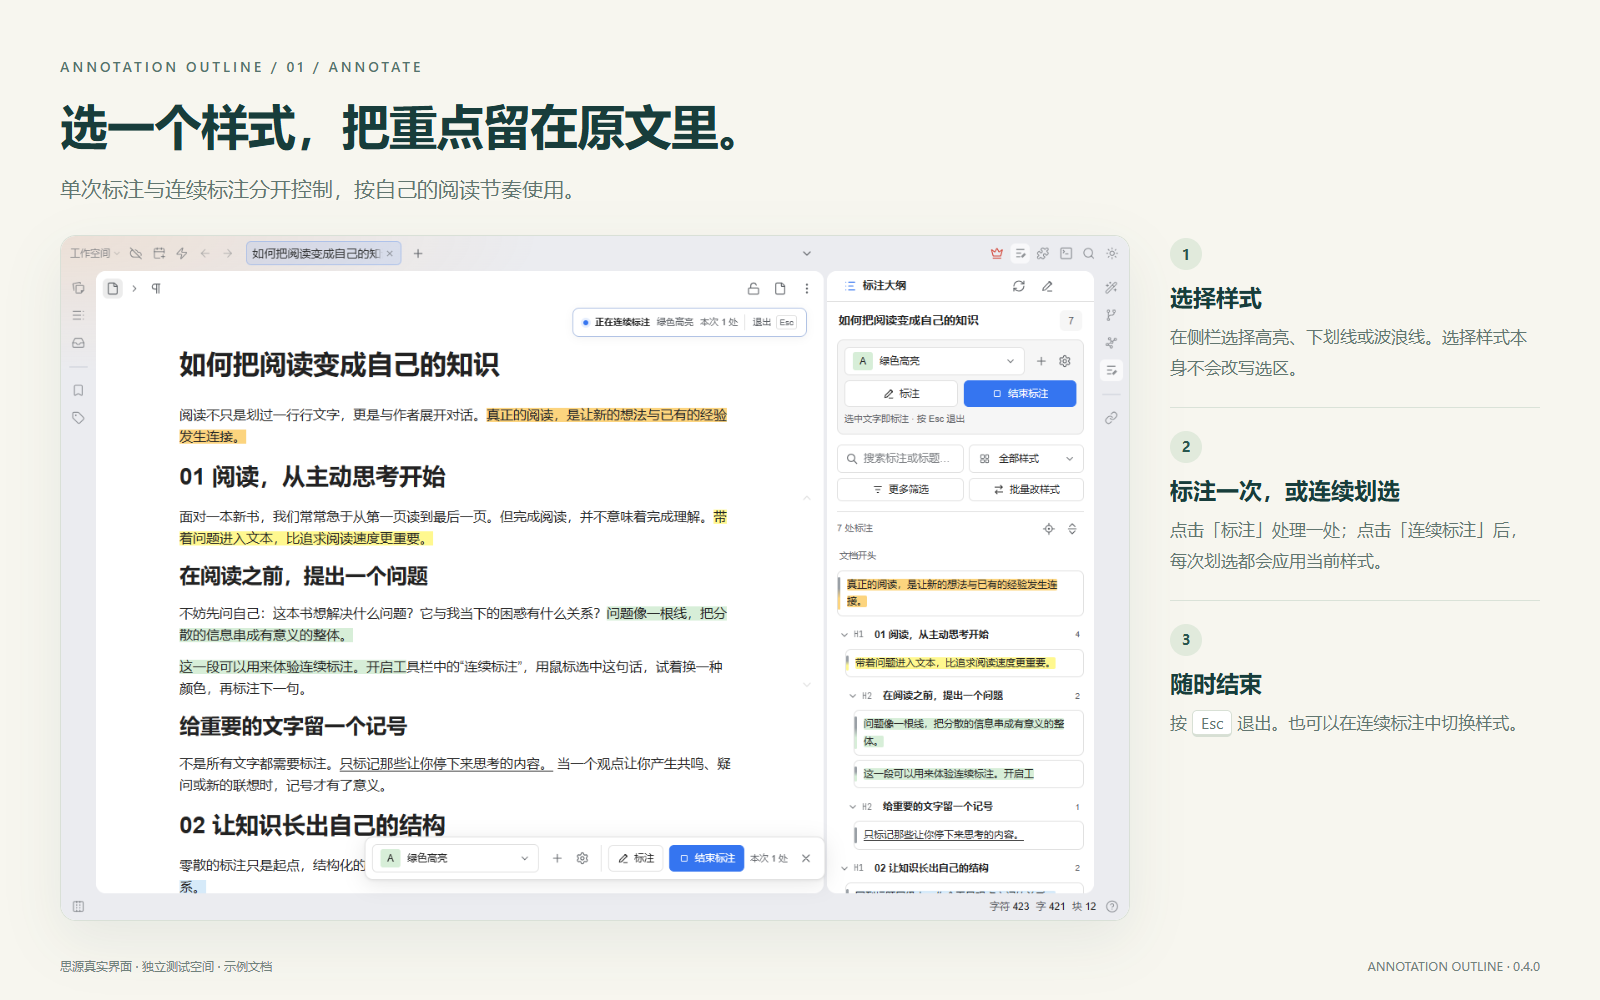 ANNOTATION OUTLINE / 01 / ANNOTATE
选一个样式，把重点留在原文里。
单次标注与连续标注分开控制，按自己的阅读节奏使用。
工作空间
如何把阅读变成自己的知
正在连续标注 绿色高亮 本次 1 处 退出 Esc
如何把阅读变成自己的知识
阅读不只是划过一行行文字，更是与作者展开对话。真正的阅读，是让新的想法与已有的经验
发生连接。
01 阅读，从主动思考开始
面对一本新书，我们常常急于从第一页读到最后一页。但完成阅读，并不意味着完成理解。带
着问题进入文本，比追求阅读速度更重要。
在阅读之前，提出一个问题
不妨先问自己：这本书想解决什么问题？它与我当下的困惑有什么关系？问题像一根线，把分
散的信息串成有意义的整体。
这一段可以用来体验连续标注。开启工具栏中的“连续标注”，用鼠标选中这句话，试着换一种
颜色，再标注下一句。
给重要的文字留一个记号
不是所有文字都需要标注。只标记那些让你停下来思考的内容。 当一个观点让你产生共鸣、疑
问或新的联想时，记号才有了意义。
02 让知识长出自己的结构
零散的标注只是起点，结构化的
系。
A 绿色高亮
标注
结束标注
本次 1 处
标注大纲
如何把阅读变成自己的知识 7
A 绿色高亮
标注 结束标注
选中文字即标注 · 按 Esc 退出
搜索标注或标题... 全部样式
更多筛选 批量改样式
7 处标注
文档开头
真正的阅读，是让新的想法与已有的经验发生连
接。
H1 01 阅读，从主动思考开始 4
带着问题进入文本，比追求阅读速度更重要。
H2 在阅读之前，提出一个问题 2
问题像一根线，把分散的信息串成有意义的整
体。
这一段可以用来体验连续标注。开启工
H2 给重要的文字留一个记号 1
只标记那些让你停下来思考的内容。
H1 02 让知识长出自己的结构 2
字符 423 字 421 块 12
1
选择样式
在侧栏选择高亮、下划线或波浪线。选择样式本
身不会改写选区。
2
标注一次，或连续划选
点击「标注」处理一处；点击「连续标注」后，
每次划选都会应用当前样式。
3
随时结束
按 Esc 退出。也可以在连续标注中切换样式。
思源真实界面 · 独立测试空间 · 示例文档
ANNOTATION OUTLINE · 0.4.0